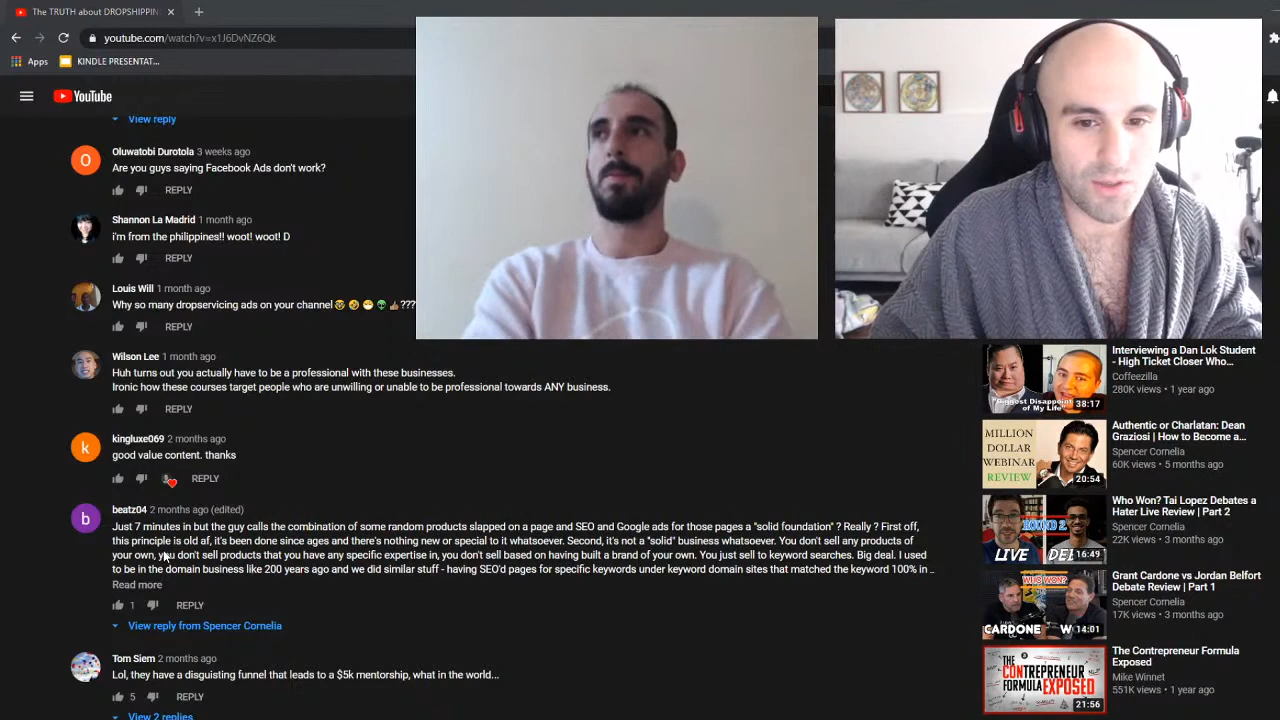 The TRUTH about DROPSHIPPIN
youtube.com/watch?v=x1J6DvNZ6Qk
Apps
KINDLE PRESENTAT...
YouTube
View reply
O
Oluwatobi Durotola 3 weeks ago
Are you guys saying Facebook Ads don't work?
REPLY
Shannon La Madrid 1 month ago
i'm from the philippines!! woot! woot! D
REPLY
Louis Will 1 month ago
Why so many dropservicing ads on your channel🤓🤣😷👽👍🏽???
REPLY
Wilson Lee 1 month ago
Huh turns out you actually have to be a professional with these businesses.
Ironic how these courses target people who are unwilling or unable to be professional towards ANY business.
REPLY
k
kingluxe069 2 months ago
good value content. thanks
REPLY
b
beatz04 2 months ago (edited)
Just 7 minutes in but the guy calls the combination of some random products slapped on a page and SEO and Google ads for those pages a "solid foundation" ? Really ? First off,
this principle is old af, it's been done since ages and there's nothing new or special to it whatsoever. Second, it's not a "solid" business whatsoever. You don't sell any products of
your own, you don't sell products that you have any specific expertise in, you don't sell based on having built a brand of your own. You just sell to keyword searches. Big deal. I used
to be in the domain business like 200 years ago and we did similar stuff - having SEO'd pages for specific keywords under keyword domain sites that matched the keyword 100% in ...
Read more
1
REPLY
View reply from Spencer Cornelia
Tom Siem 2 months ago
Lol, they have a disgusting funnel that leads to a $5k mentorship, what in the world...
5
REPLY
View 2 replies
"Biggest Disappoint
of My Life"
38:17
Interviewing a Dan Lok Student
- High Ticket Closer Who...
Coffeezilla
280K views • 1 year ago
MILLION
DOLLAR
WEBINAR
REVIEW
20:54
Authentic or Charlatan: Dean
Graziosi | How to Become a...
Spencer Cornelia
60K views • 5 months ago
ROUND 2
LIVE
16:49
Who Won? Tai Lopez Debates a
Hater Live Review | Part 2
Spencer Cornelia
22K views • 3 months ago
WHO WON?
CARDONE
14:01
Grant Cardone vs Jordan Belfort
Debate Review | Part 1
Spencer Cornelia
17K views • 3 months ago
THE
CONTREPRENEUR
FORMULA
EXPOSED
21:56
The Contrepreneur Formula
Exposed
Mike Winnet
551K views • 1 year ago